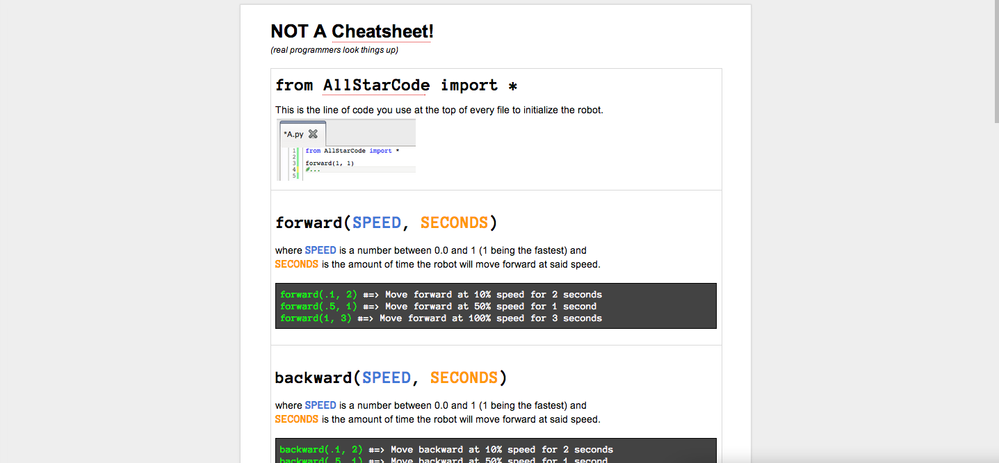 NOT A Cheatsheet!
(real programmers look things up)
from AllStarCode import *
This is the line of code you use at the top of every file to initialize the robot.
*A.py
1 from AllStarCode import *
2
3 forward(1, 1)
4 #...
5
forward(SPEED, SECONDS)
where SPEED is a number between 0.0 and 1 (1 being the fastest) and
SECONDS is the amount of time the robot will move forward at said speed.
forward(.1, 2) #=> Move forward at 10% speed for 2 seconds
forward(.5, 1) #=> Move forward at 50% speed for 1 second
forward(1, 3) #=> Move forward at 100% speed for 3 seconds
backward(SPEED, SECONDS)
where SPEED is a number between 0.0 and 1 (1 being the fastest) and
SECONDS is the amount of time the robot will move forward at said speed.
backward(.1, 2) #=> Move backward at 10% speed for 2 seconds
backward(.5, 1) #=> Move backward at 50% speed for 1 second